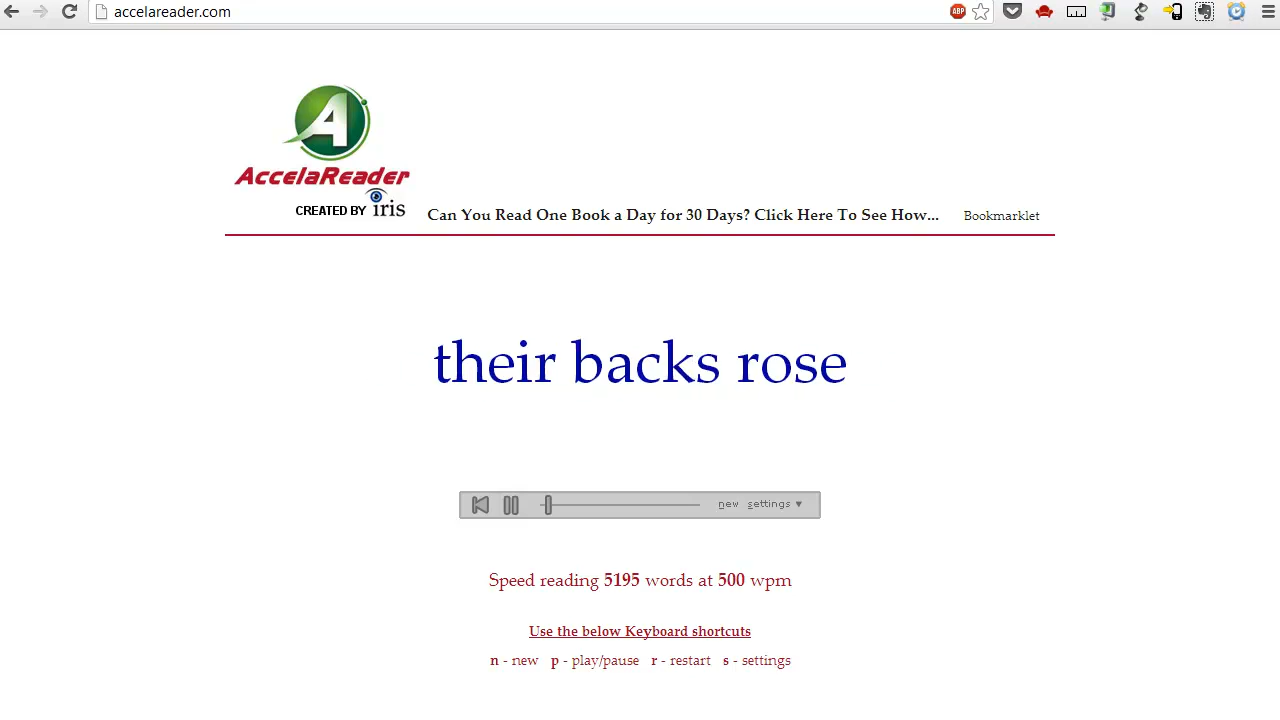 accelareader.com
ABP
A
AccelaReader
CREATED BY iris
Can You Read One Book a Day for 30 Days? Click Here To See How... Bookmarklet
their backs rose
new settings ▼
Speed reading 5195 words at 500 wpm
Use the below Keyboard shortcuts
n - new p - play/pause r - restart s - settings